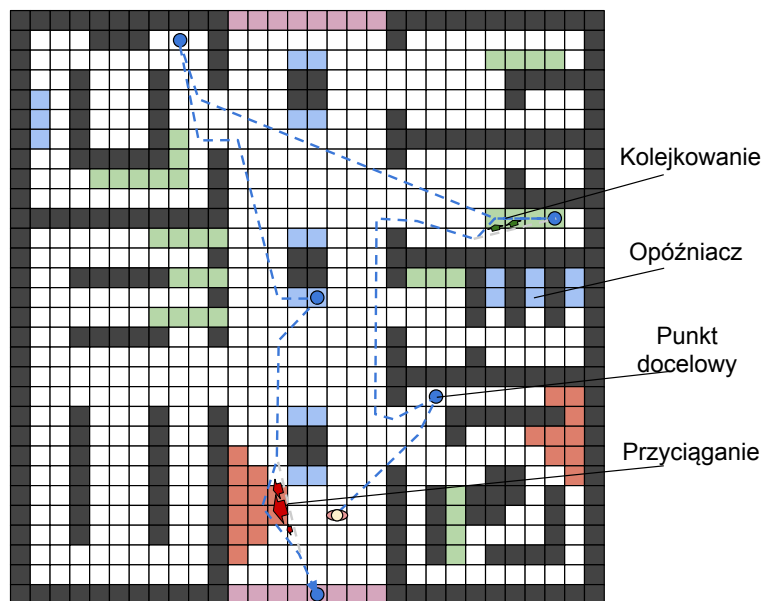 Kolejkowanie
Opóźniacz
Punkt
docelowy
Przyciąganie